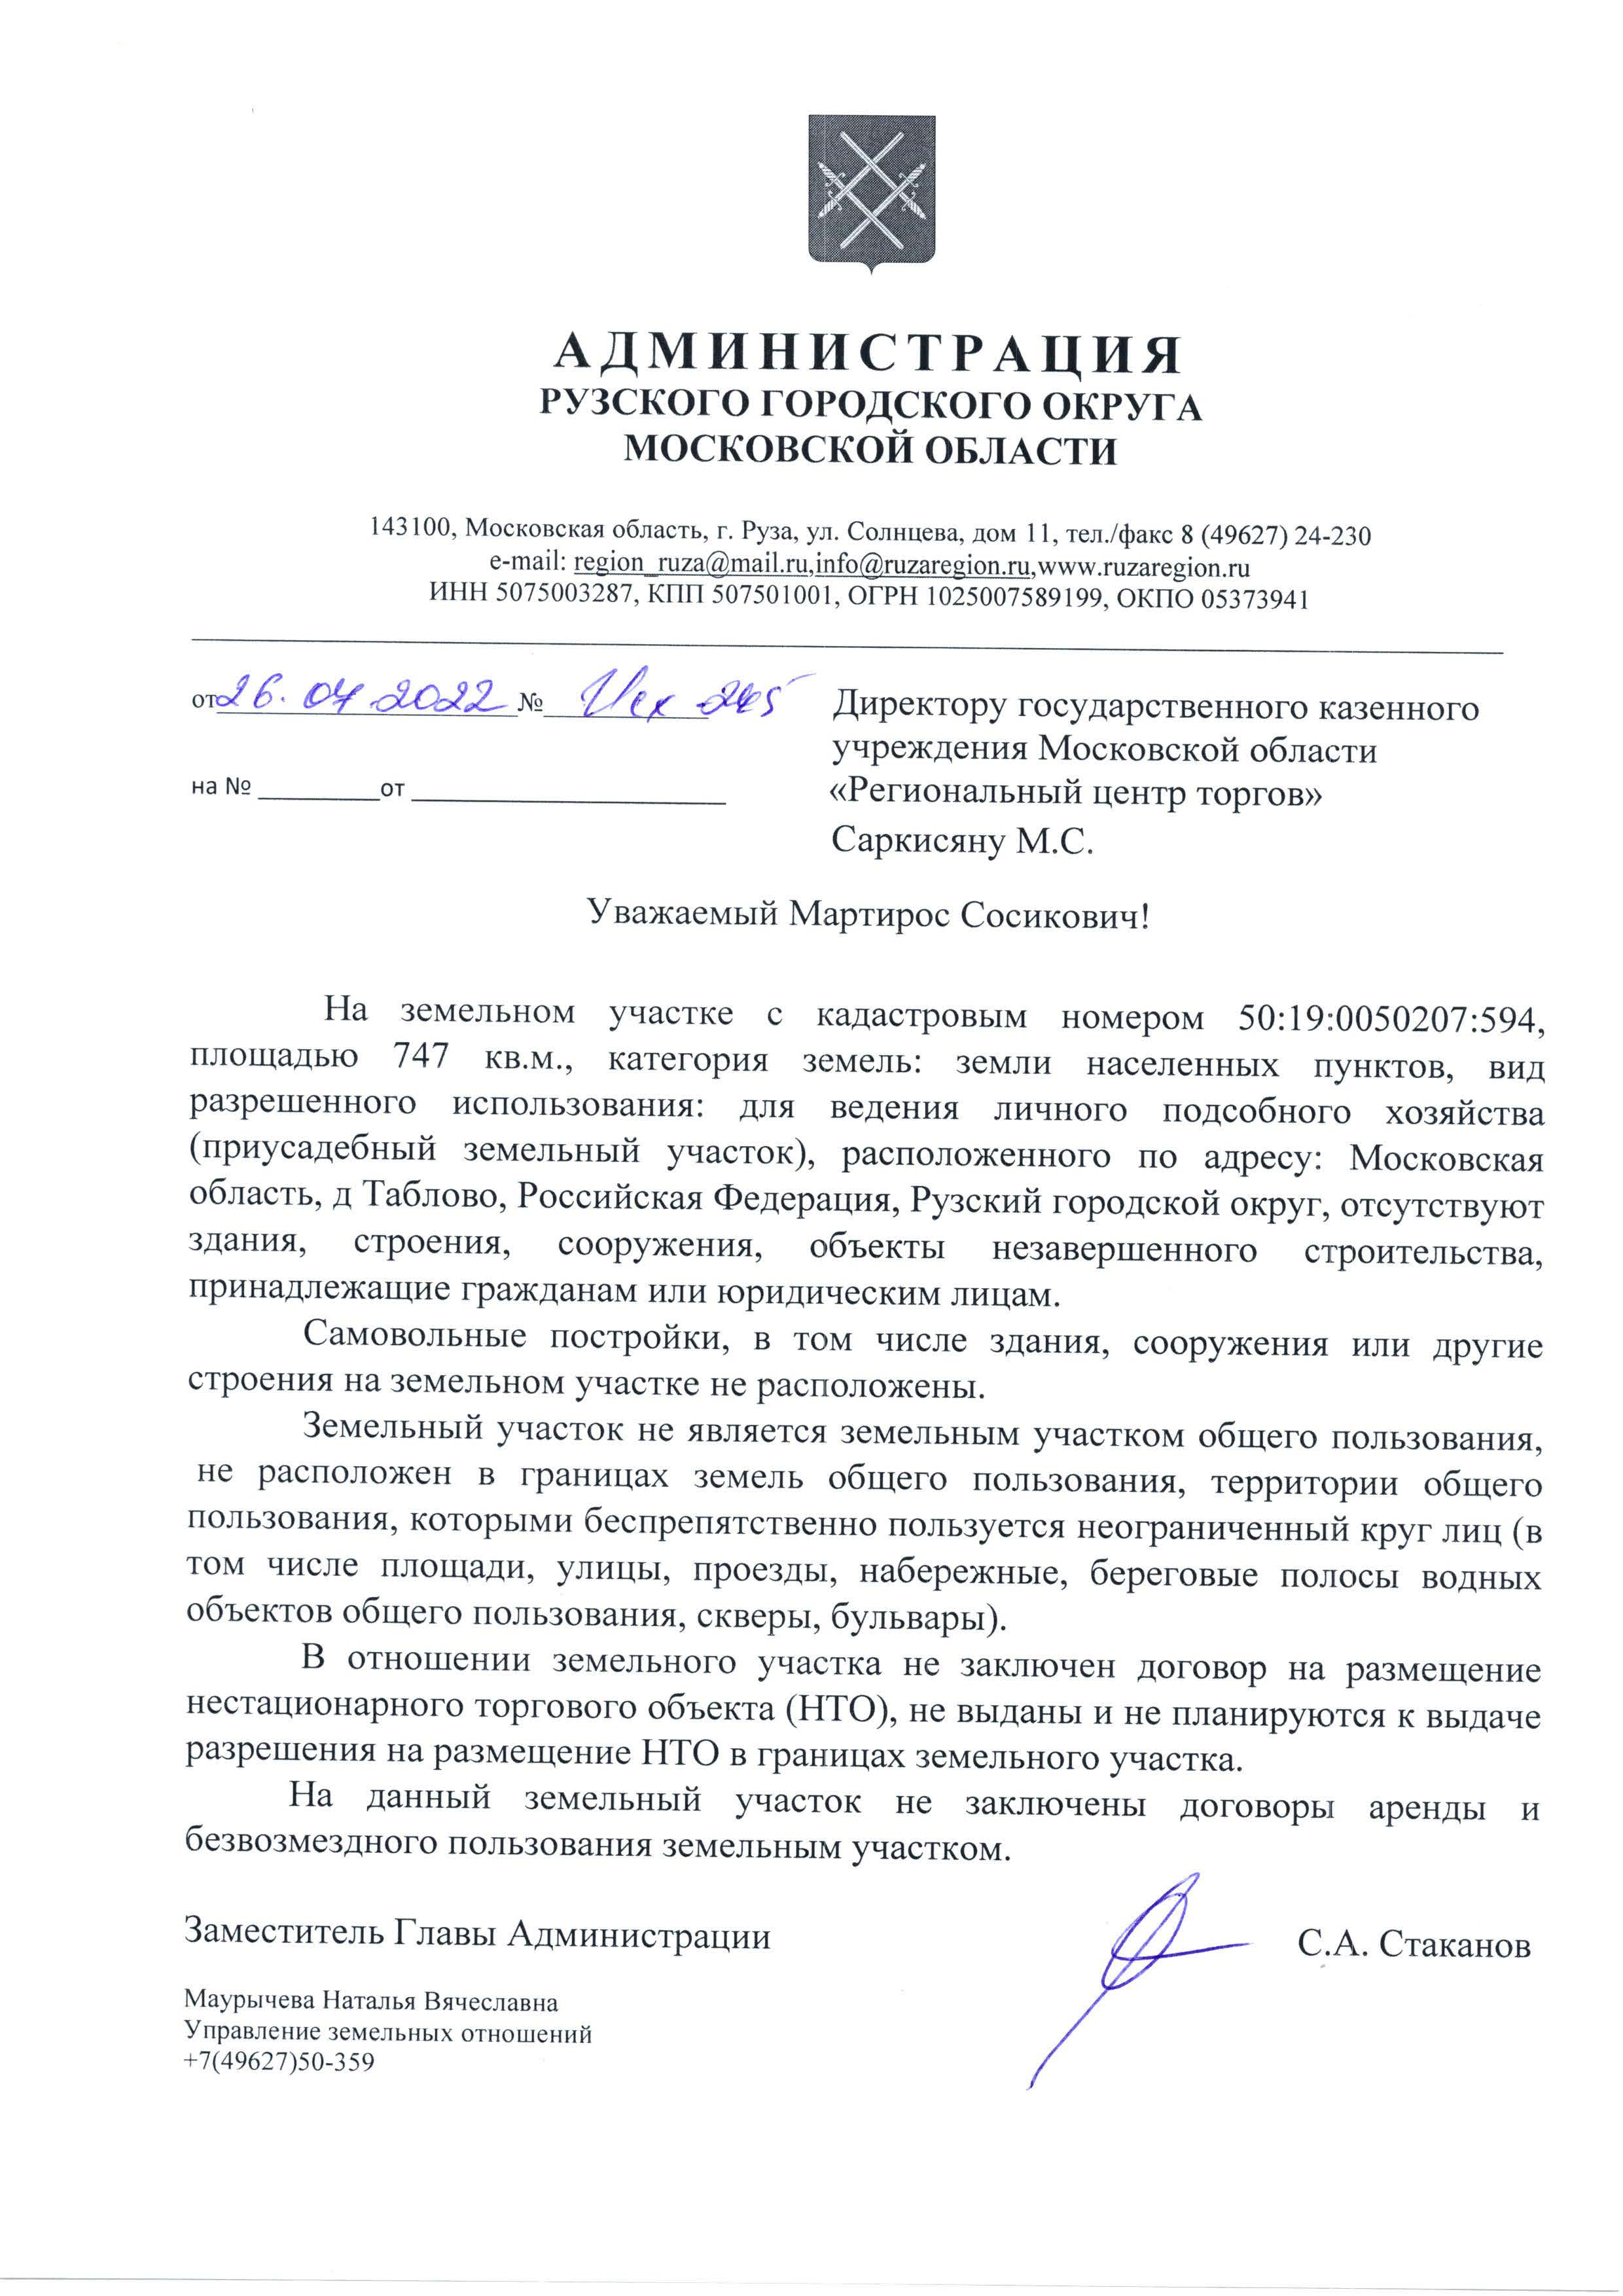 АДМИНИСТРАЦИЯ
РУЗСКОГО ГОРОДСКОГО ОКРУГА
МОСКОВСКОЙ ОБЛАСТИ
143100, Московская область, г. Руза, ул. Солнцева, дом 11, тел./факс 8 (49627) 24-230
e-mail: region_ruza@mail.ru,info@ruzaregion.ru,www.ruzaregion.ru
ИНН 5075003287, КПП 507501001, ОГРН 1025007589199, ОКПО 05373941
от 26.04.2022 № Исх-245
на № __________ от __________
Директору государственного казенного
учреждения Московской области
«Региональный центр торгов»
Саркисяну М.С.
Уважаемый Мартирос Сосикович!
На земельном участке с кадастровым номером 50:19:0050207:594,
площадью 747 кв.м., категория земель: земли населенных пунктов, вид
разрешенного использования: для ведения личного подсобного хозяйства
(приусадебный земельный участок), расположенного по адресу: Московская
область, д Таблово, Российская Федерация, Рузский городской округ, отсутствуют
здания, строения, сооружения, объекты незавершенного строительства,
принадлежащие гражданам или юридическим лицам.
Самовольные постройки, в том числе здания, сооружения или другие
строения на земельном участке не расположены.
Земельный участок не является земельным участком общего пользования,
не расположен в границах земель общего пользования, территории общего
пользования, которыми беспрепятственно пользуется неограниченный круг лиц (в
том числе площади, улицы, проезды, набережные, береговые полосы водных
объектов общего пользования, скверы, бульвары).
В отношении земельного участка не заключен договор на размещение
нестационарного торгового объекта (НТО), не выданы и не планируются к выдаче
разрешения на размещение НТО в границах земельного участка.
На данный земельный участок не заключены договоры аренды и
безвозмездного пользования земельным участком.
Заместитель Главы Администрации
С.А. Стаканов
Маурычева Наталья Вячеславна
Управление земельных отношений
+7(49627)50-359